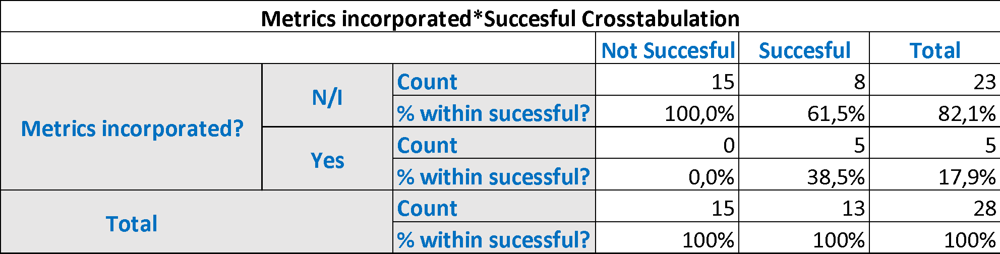 Metrics incorporated*Succesful Crosstabulation
Not Succesful Succesful Total
Metrics incorporated? N/I Count 15 8 23
% within sucessful? 100,0% 61,5% 82,1%
Yes Count 0 5 5
% within sucessful? 0,0% 38,5% 17,9%
Total Count 15 13 28
% within sucessful? 100% 100% 100%